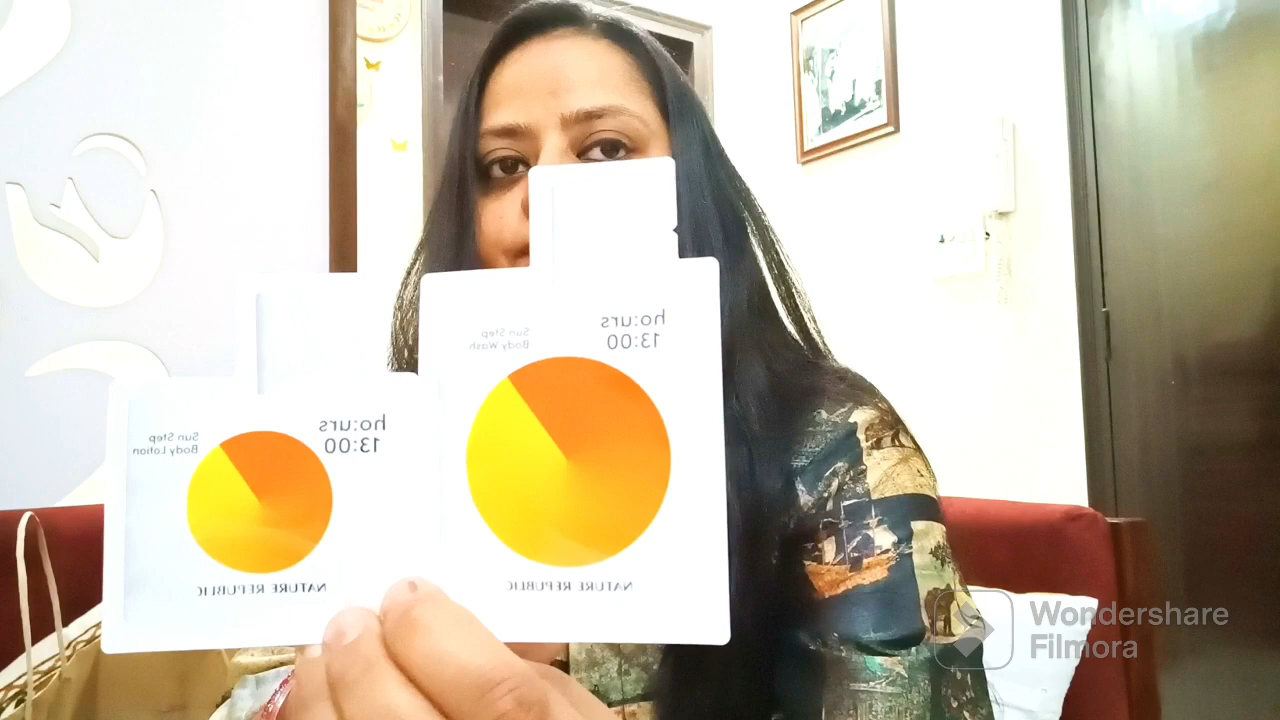 ho:urs
13:00
Sun Step
Body Wash
NATURE REPUBLIC
ho:urs
13:00
Sun Step
Body Lotion
NATURE REPUBLIC
Wondershare
Filmora